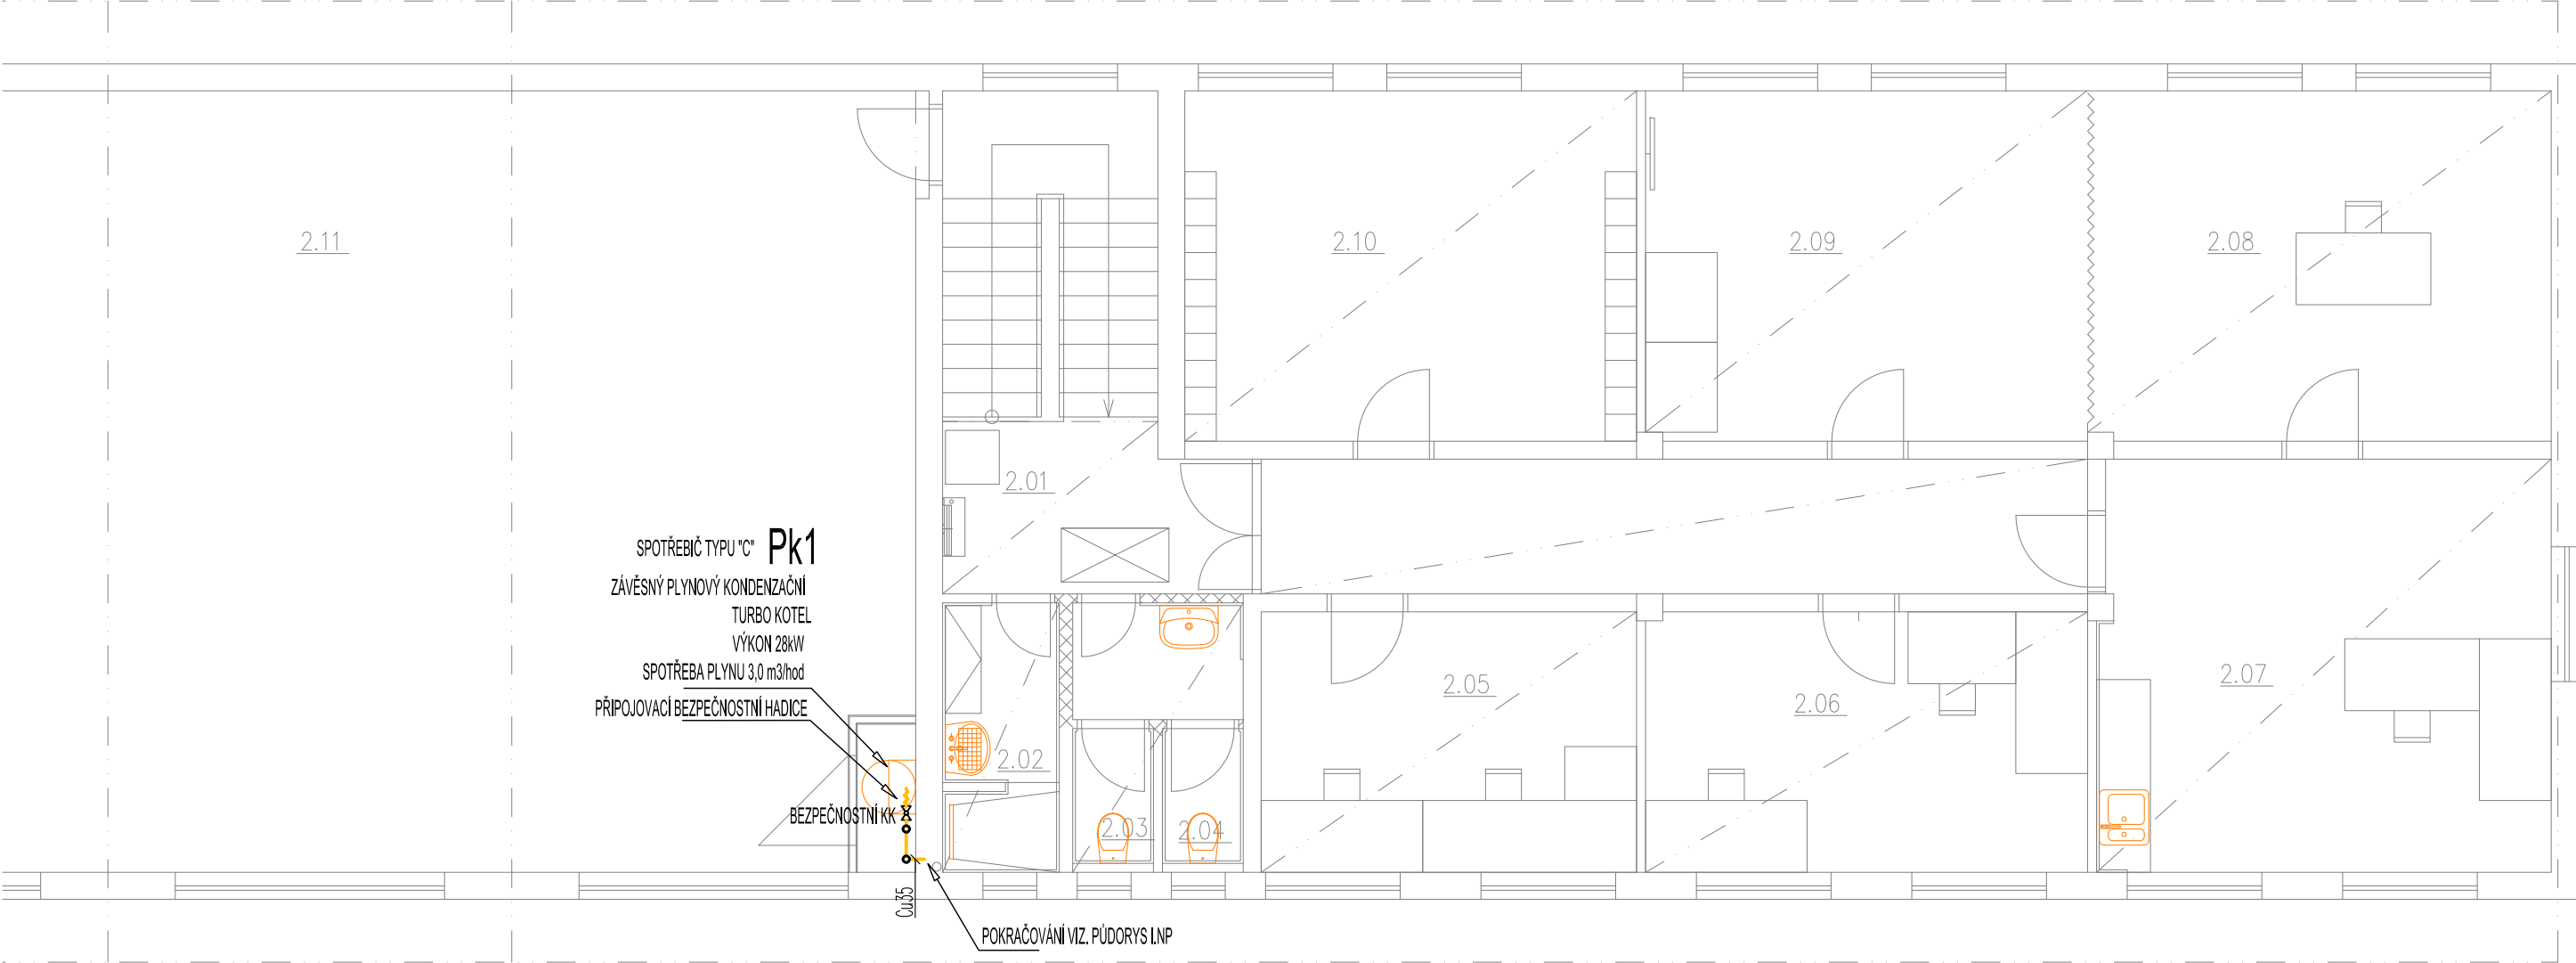 2.11
2.10
2.09
2.08
2.01
SPOTŘEBIČ TYPU "C" Pk1
ZÁVĚSNÝ PLYNOVÝ KONDENZAČNÍ
TURBO KOTEL
VÝKON 28kW
SPOTŘEBA PLYNU 3,0 m3/hod
PŘIPOJOVACÍ BEZPEČNOSTNÍ HADICE
BEZPEČNOSTNÍ KK
2.02
2.03
2.04
2.05
2.06
2.07
Cu35
POKRAČOVÁNÍ VIZ. PŮDORYS I.NP